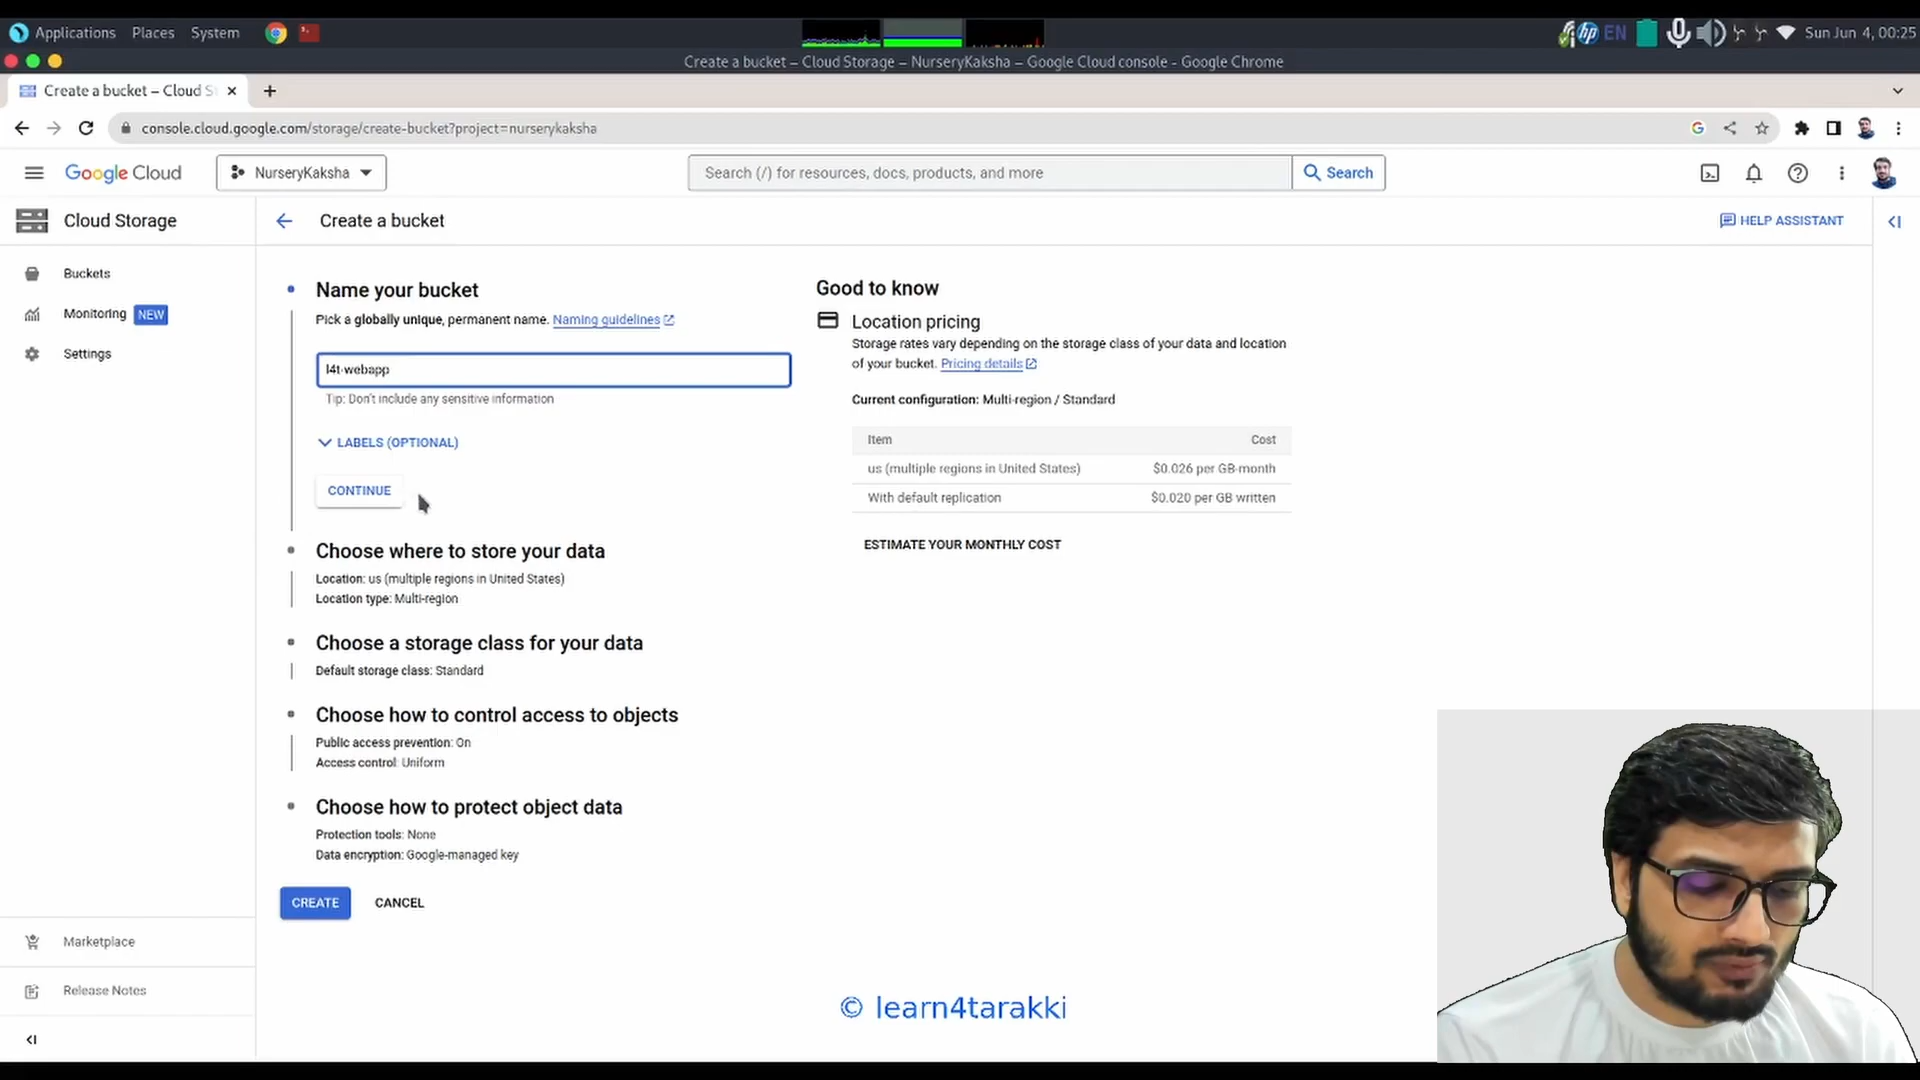 Applications Places System
EN
Sun Jun 4, 00:25
Create a bucket – Cloud Storage – NurseryKaksha – Google Cloud console - Google Chrome
Create a bucket – Cloud S
console.cloud.google.com/storage/create-bucket?project=nurserykaksha
Google Cloud
NurseryKaksha
Search (/) for resources, docs, products, and more
Search
Cloud Storage
Create a bucket
HELP ASSISTANT
Buckets
Monitoring NEW
Settings
Name your bucket
Pick a globally unique, permanent name. Naming guidelines
l4t-webapp
Tip: Don't include any sensitive information
LABELS (OPTIONAL)
CONTINUE
Choose where to store your data
Location: us (multiple regions in United States)
Location type: Multi-region
Choose a storage class for your data
Default storage class: Standard
Choose how to control access to objects
Public access prevention: On
Access control: Uniform
Choose how to protect object data
Protection tools: None
Data encryption: Google-managed key
CREATE
CANCEL
Good to know
Location pricing
Storage rates vary depending on the storage class of your data and location
of your bucket. Pricing details
Current configuration: Multi-region / Standard
Item Cost
us (multiple regions in United States) $0.026 per GB-month
With default replication $0.020 per GB written
ESTIMATE YOUR MONTHLY COST
Marketplace
Release Notes
© learn4tarakki